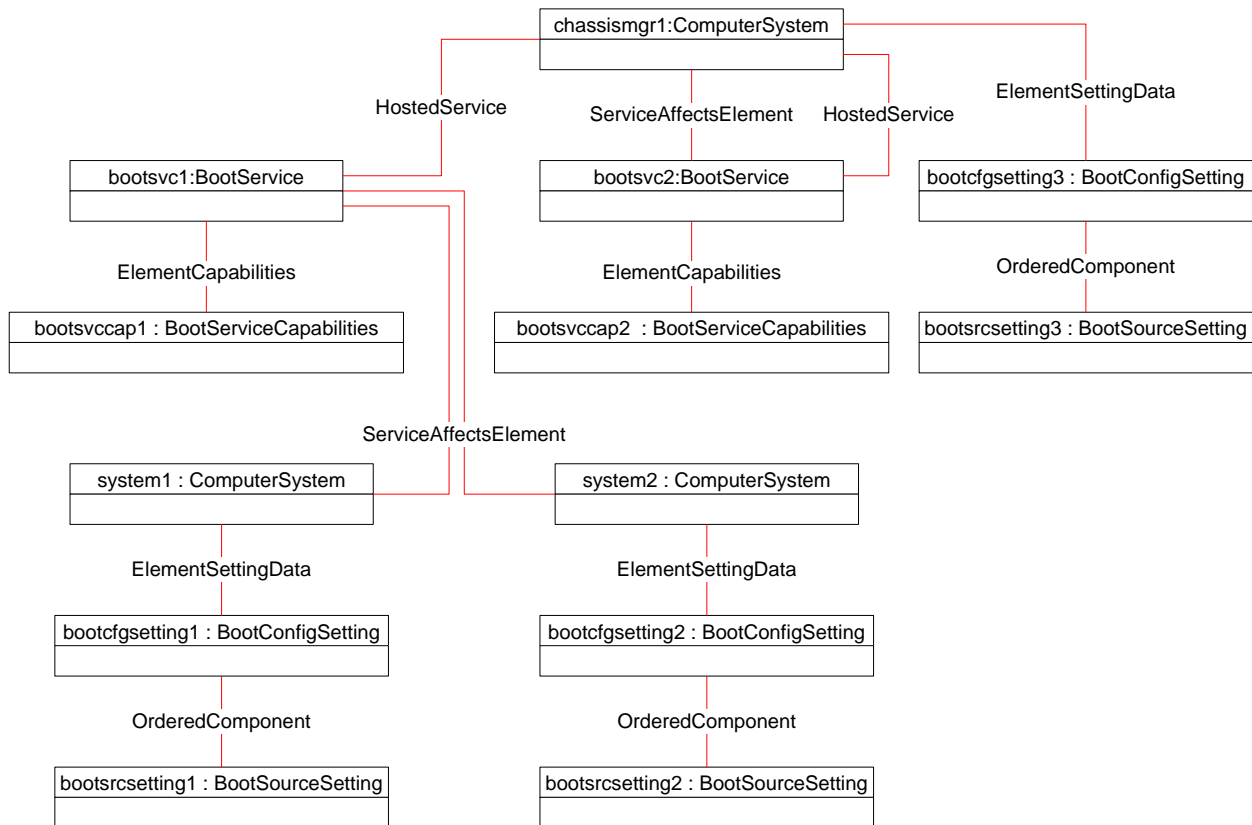 chassismgr1:ComputerSystem
ElementSettingData
HostedService
ServiceAffectsElement
HostedService
bootsvc1:BootService
bootsvc2:BootService
bootcfgsetting3 : BootConfigSetting
ElementCapabilities
ElementCapabilities
OrderedComponent
bootsvccap1 : BootServiceCapabilities
bootsvccap2 : BootServiceCapabilities
bootsrcsetting3 : BootSourceSetting
ServiceAffectsElement
system1 : ComputerSystem
system2 : ComputerSystem
ElementSettingData
ElementSettingData
bootcfgsetting1 : BootConfigSetting
bootcfgsetting2 : BootConfigSetting
OrderedComponent
OrderedComponent
bootsrcsetting1 : BootSourceSetting
bootsrcsetting2 : BootSourceSetting